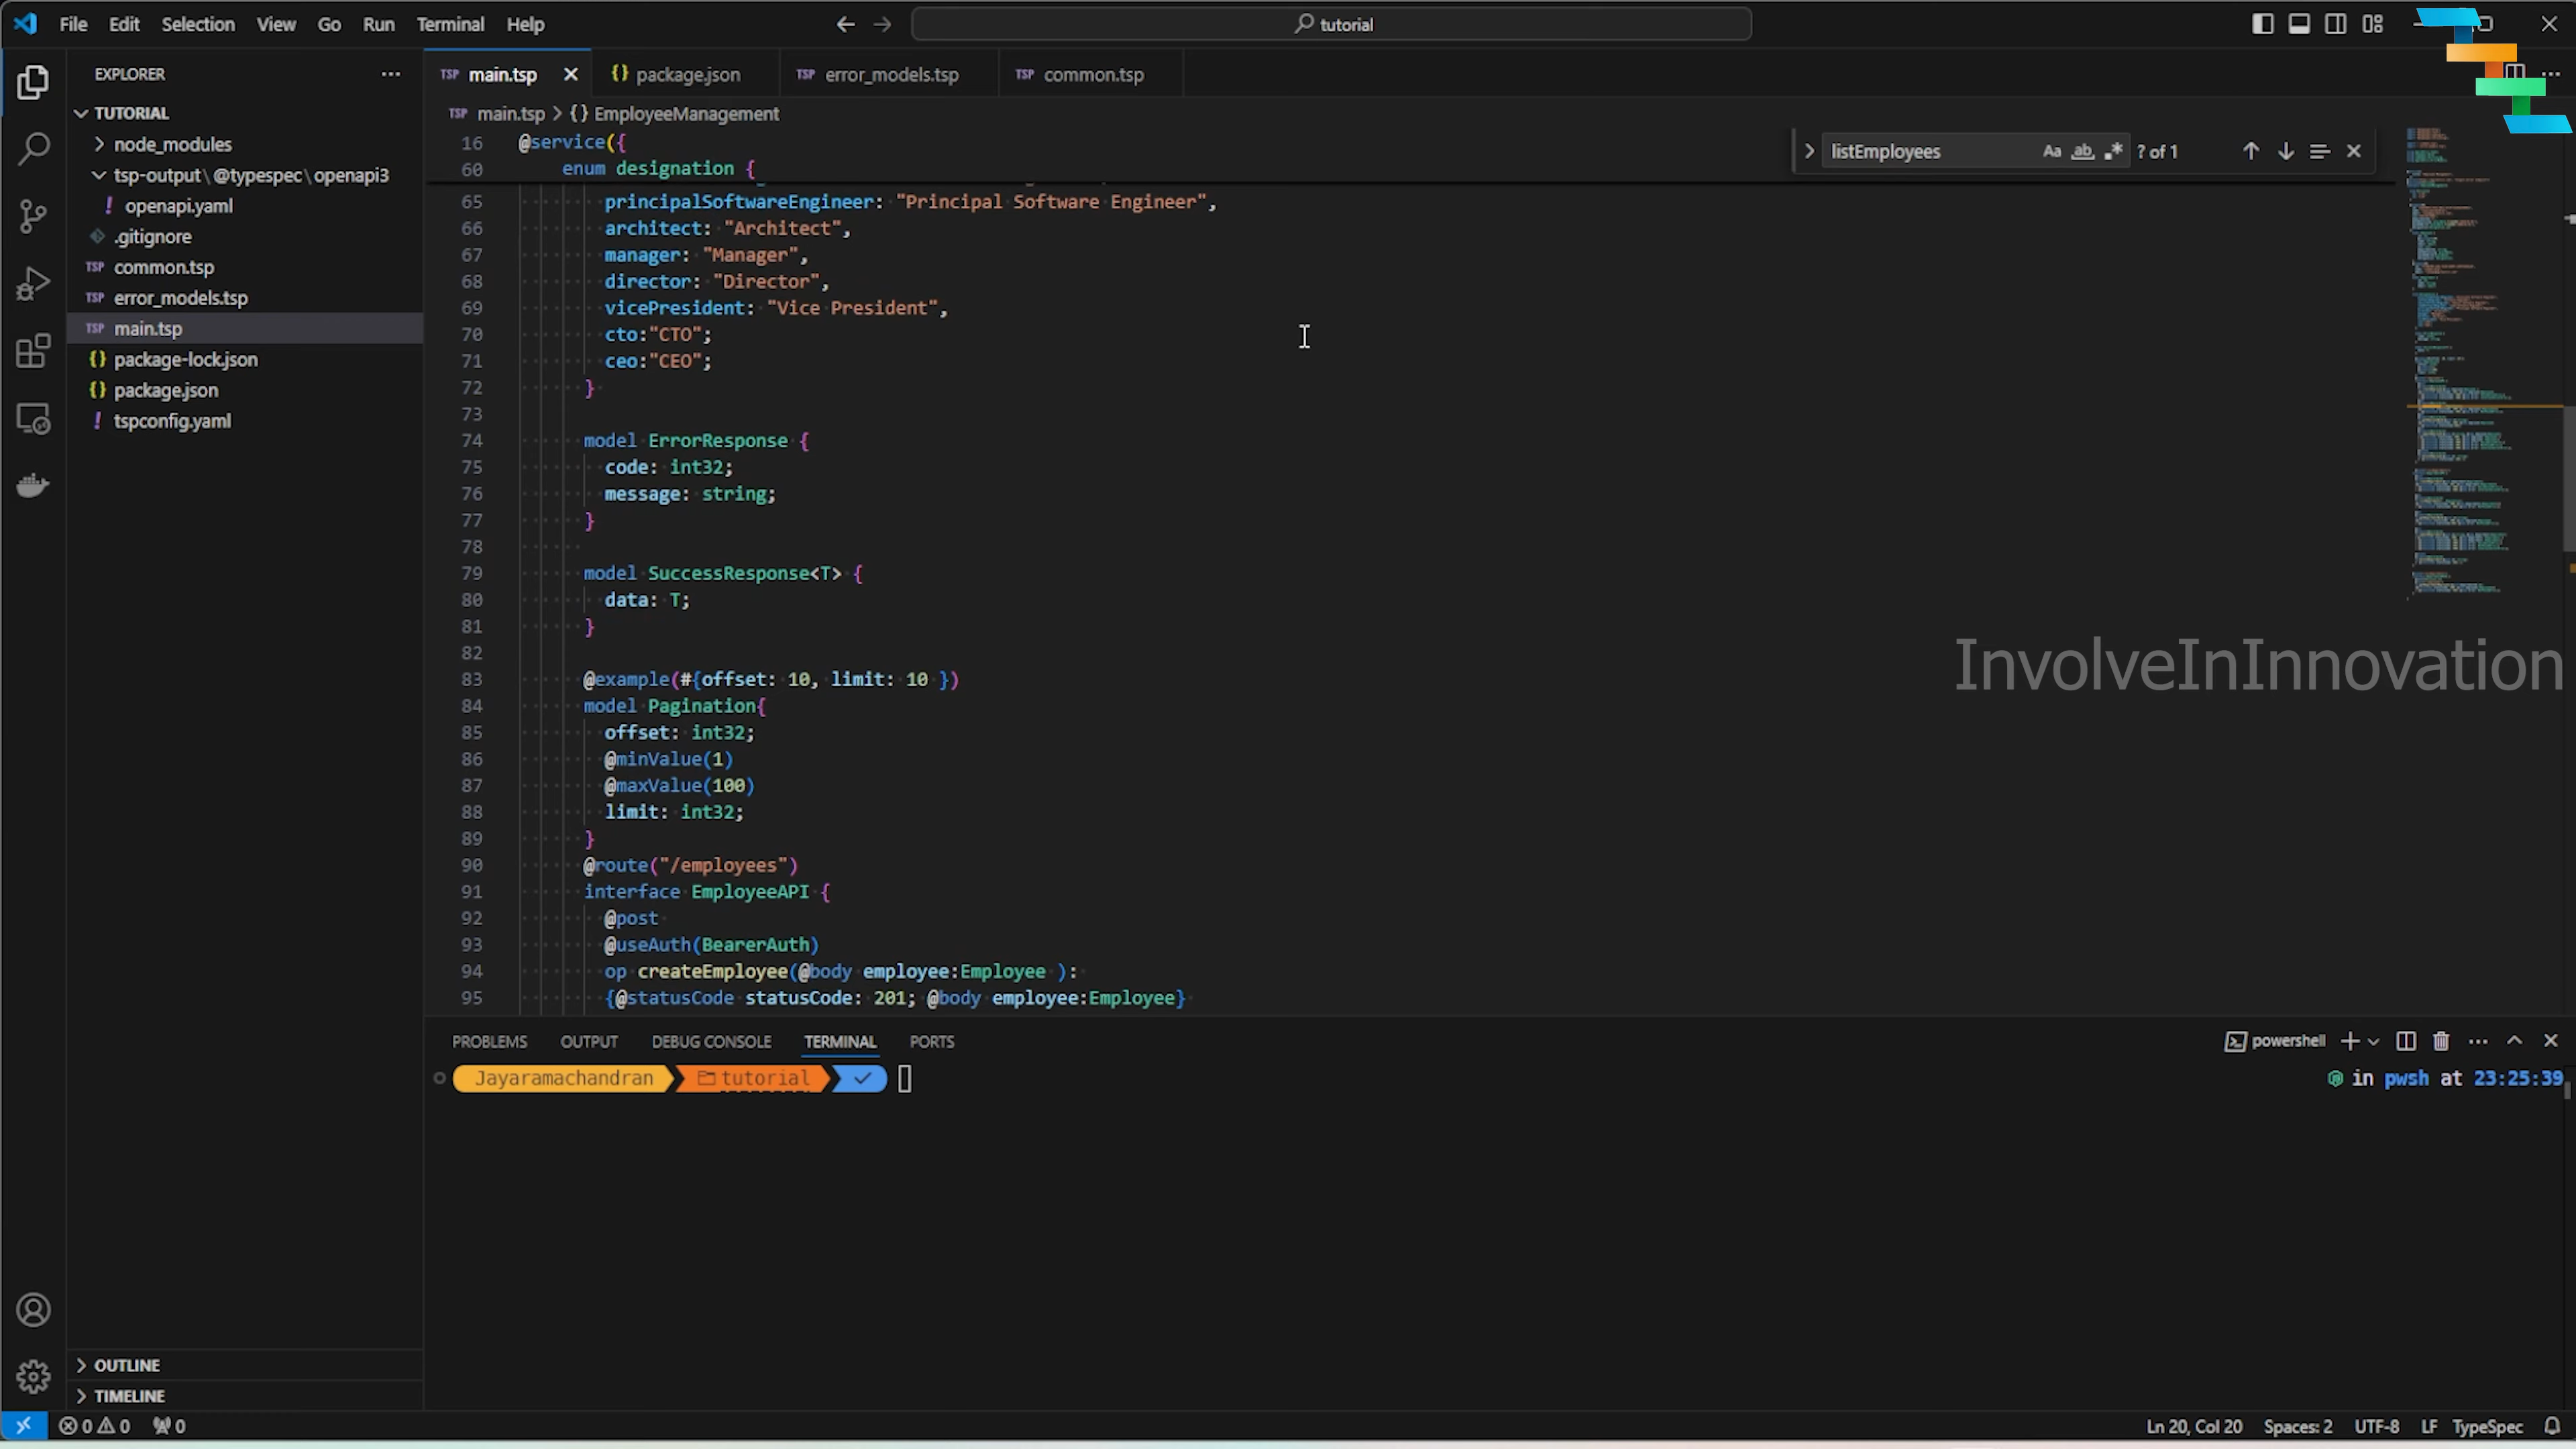 File Edit Selection View Go Run Terminal Help
tutorial
EXPLORER
TUTORIAL
node_modules
tsp-output\@typespec\openapi3
! openapi.yaml
.gitignore
TSP common.tsp
TSP error_models.tsp
TSP main.tsp
{} package-lock.json
{} package.json
! tspconfig.yaml
OUTLINE
TIMELINE
TSP main.tsp {} package.json TSP error_models.tsp TSP common.tsp
TSP main.tsp > {} EmployeeManagement
listEmployees Aa ab .* ? of 1
16 @service({
60 enum designation {
65 principalSoftwareEngineer: "Principal Software Engineer",
66 architect: "Architect",
67 manager: "Manager",
68 director: "Director",
69 vicePresident: "Vice President",
70 cto:"CTO";
71 ceo:"CEO";
72 }
73
74 model ErrorResponse {
75 code: int32;
76 message: string;
77 }
78
79 model SuccessResponse<T> {
80 data: T;
81 }
82
83 @example(#{offset: 10, limit: 10 })
84 model Pagination{
85 offset: int32;
86 @minValue(1)
87 @maxValue(100)
88 limit: int32;
89 }
90 @route("/employees")
91 interface EmployeeAPI {
92 @post
93 @useAuth(BearerAuth)
94 op createEmployee(@body employee:Employee ):
95 {@statusCode statusCode: 201; @body employee:Employee}
InvolveInInnovation
PROBLEMS OUTPUT DEBUG CONSOLE TERMINAL PORTS
powershell
Jayaramachandran tutorial
in pwsh at 23:25:39
0 0 0
Ln 20, Col 20 Spaces: 2 UTF-8 LF TypeSpec